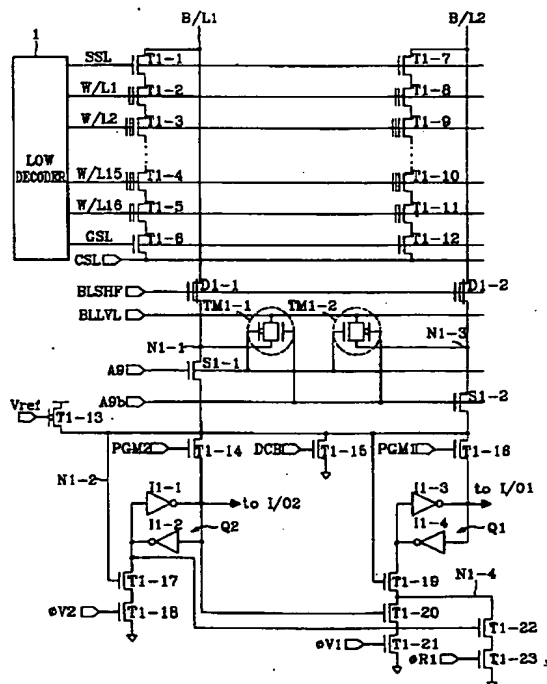 B/L1 B/L2
1
SSL T1-1 T1-7
W/L1 T1-2 T1-8
W/L2 T1-3 T1-9
LOW
DECODER
W/L15 T1-4 T1-10
W/L16 T1-5 T1-11
GSL T1-6 T1-12
CSL
BLSHF D1-1 D1-2
BLLVL TM1-1 TM1-2
N1-1 N1-3
A9 S1-1
A9b S1-2
Vref T1-13
PGM2 T1-14 DCB T1-15 PGM1 T1-16
N1-2 I1-1 to I/O2 I1-3 to I/O1
I1-2 Q2 I1-4 Q1
T1-17 T1-19 N1-4
øV2 T1-18 T1-20
T1-22
øV1 T1-21
øR1 T1-23